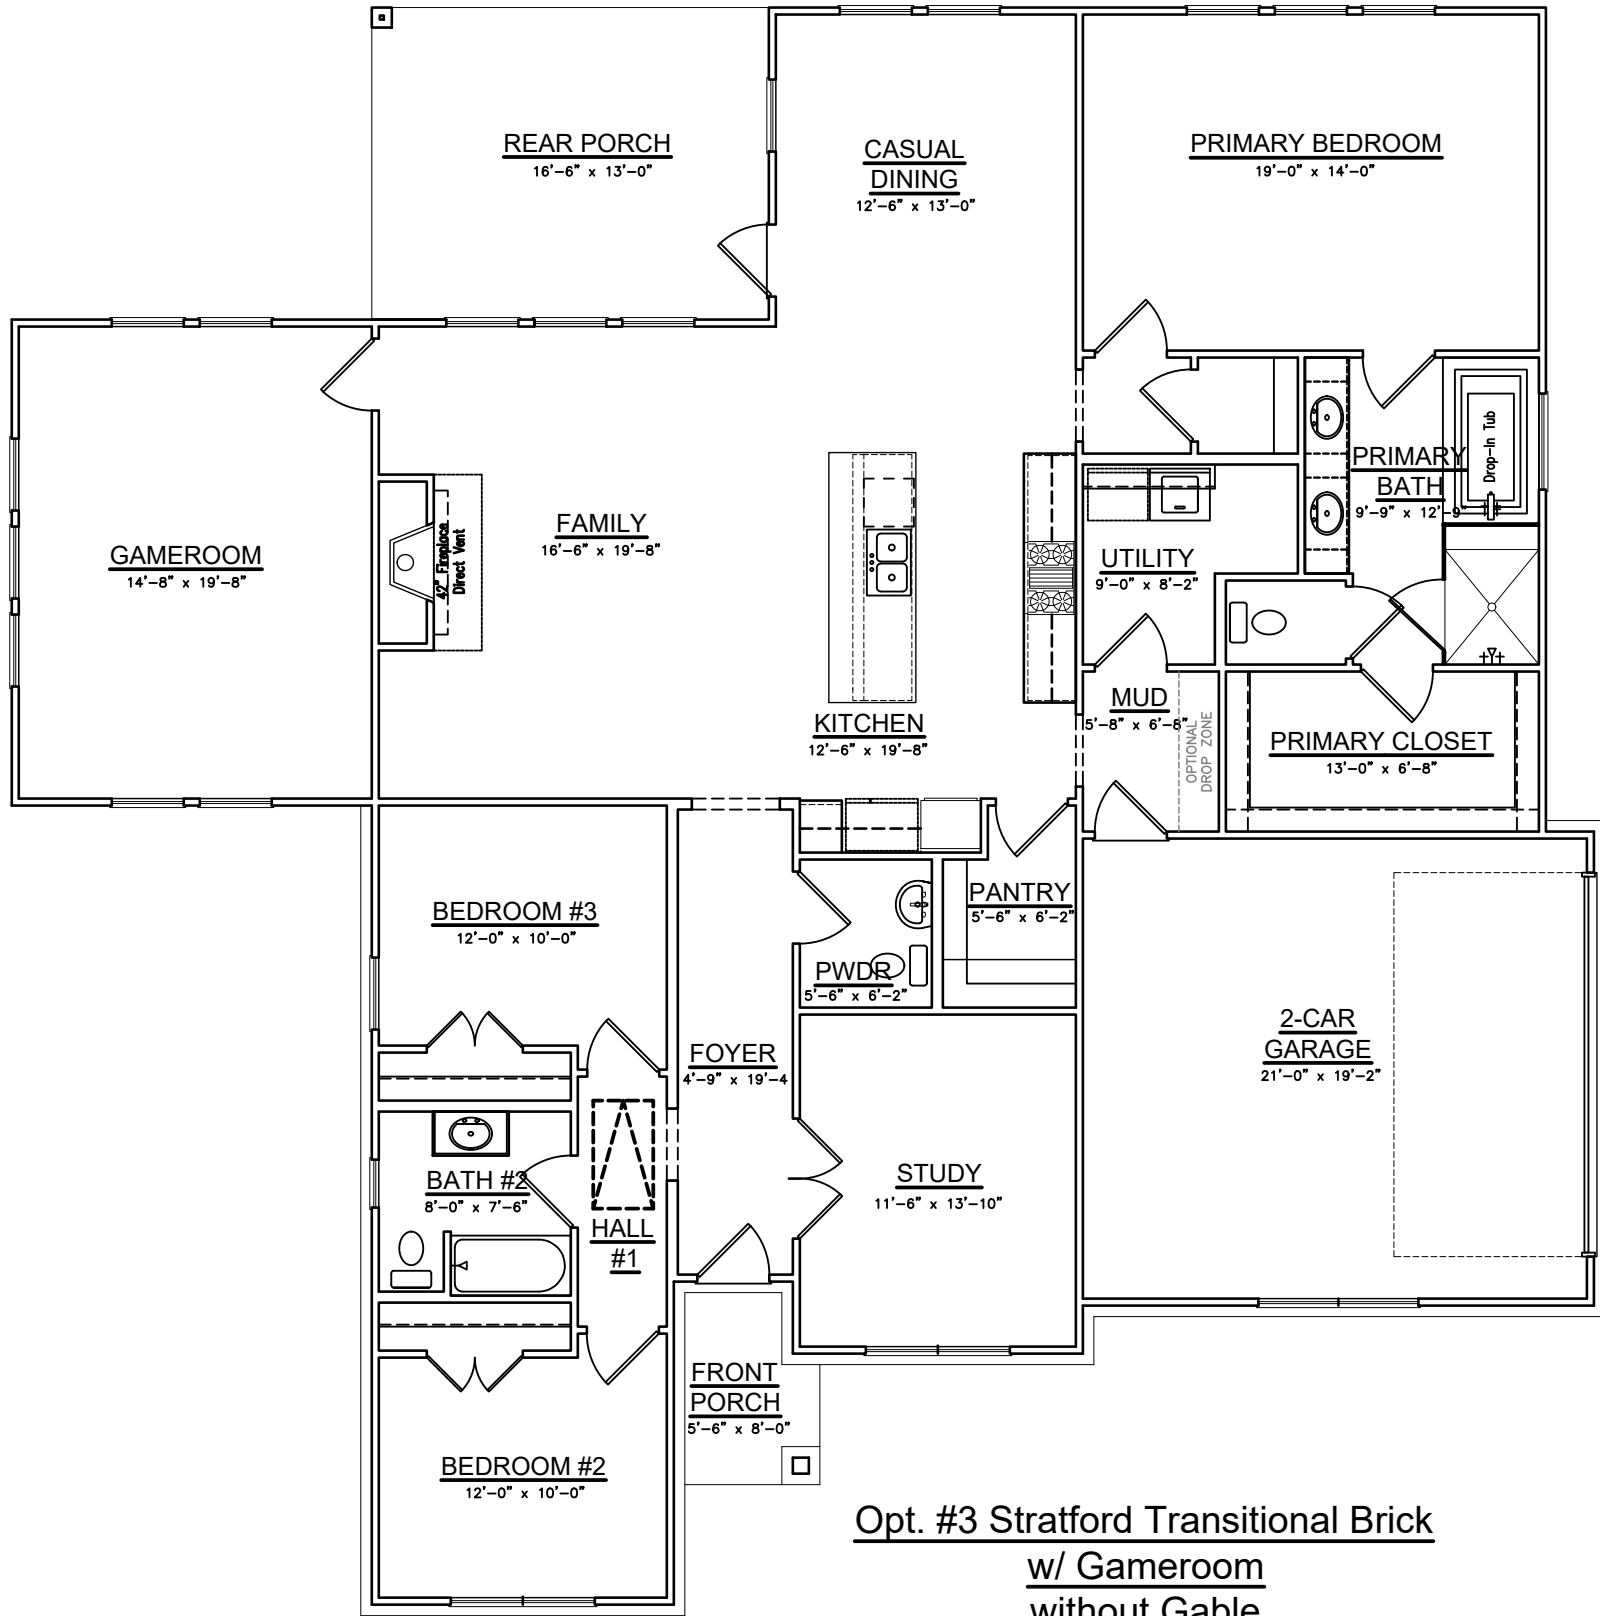 REAR PORCH
16'-6" x 13'-0"
CASUAL
DINING
12'-6" x 13'-0"
PRIMARY BEDROOM
19'-0" x 14'-0"
GAMEROOM
14'-8" x 19'-8"
42" Fireplace
Direct Vent
FAMILY
16'-6" x 19'-8"
KITCHEN
12'-6" x 19'-8"
UTILITY
9'-0" x 8'-2"
PRIMARY
BATH
9'-9" x 12'-9"
Drop-In Tub
MUD
5'-8" x 6'-8"
OPTIONAL
DROP ZONE
PRIMARY CLOSET
13'-0" x 6'-8"
BEDROOM #3
12'-0" x 10'-0"
PWDR
5'-6" x 6'-2"
PANTRY
5'-6" x 6'-2"
FOYER
4'-9" x 19'-4
2-CAR
GARAGE
21'-0" x 19'-2"
BATH #2
8'-0" x 7'-6"
HALL
#1
STUDY
11'-6" x 13'-10"
FRONT
PORCH
5'-6" x 8'-0"
BEDROOM #2
12'-0" x 10'-0"
Opt. #3 Stratford Transitional Brick
w/ Gameroom
without Gable